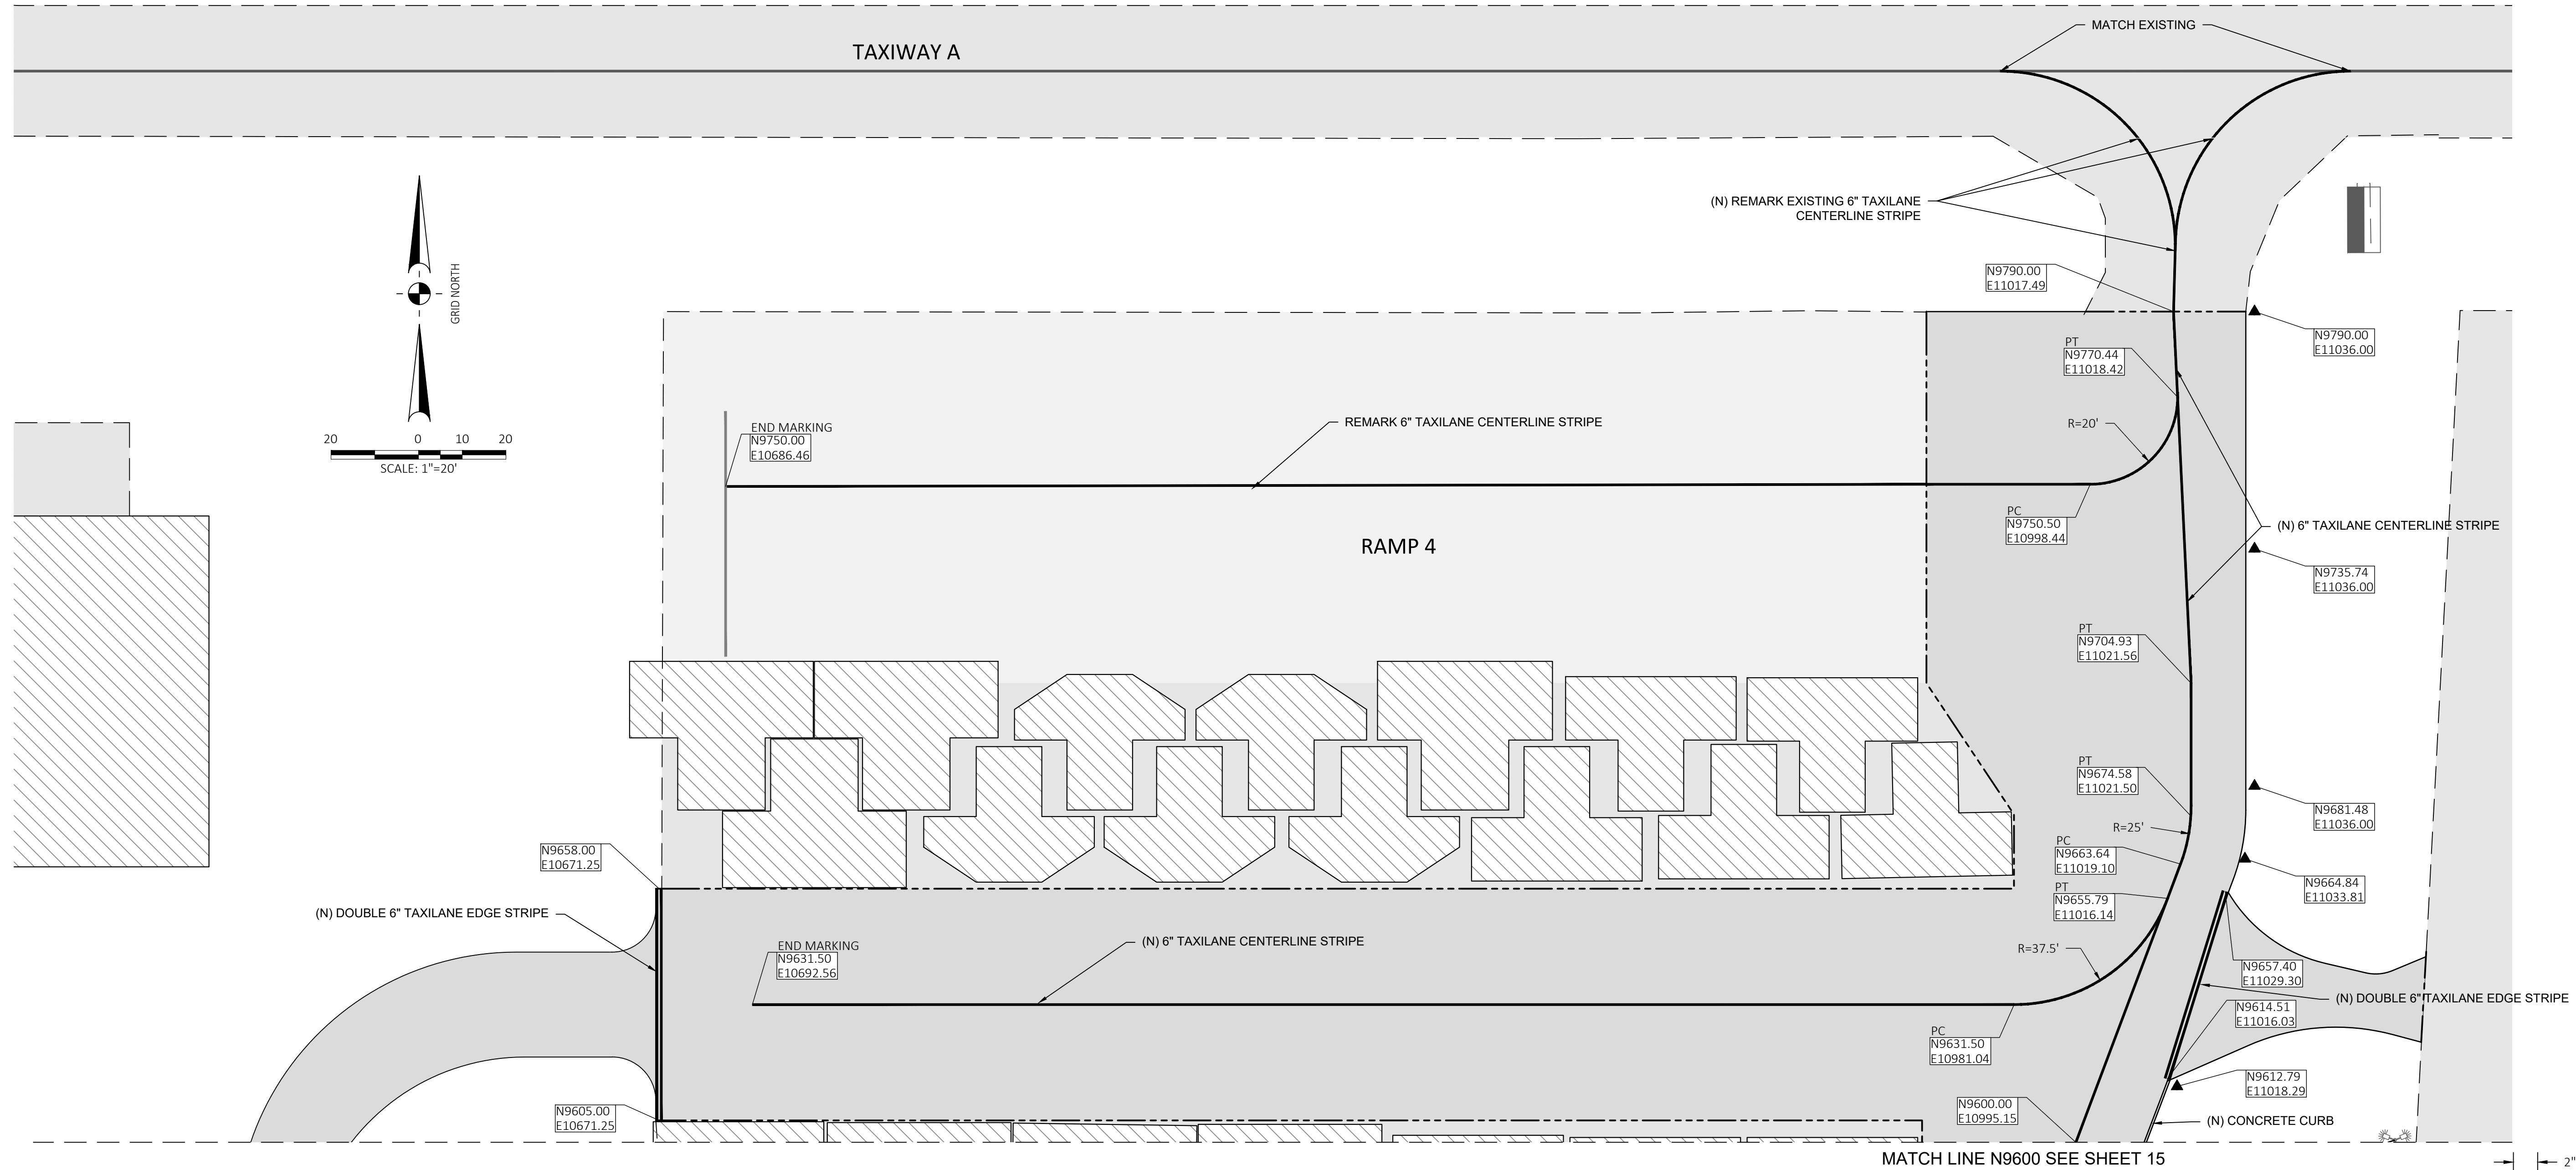 MATCH EXISTING
TAXIWAY A
(N) REMARK EXISTING 6" TAXILANE
CENTERLINE STRIPE
GRID NORTH
N9790.00
E11017.49
N9790.00
E11036.00
PT
N9770.44
E11018.42
20 0 10 20
SCALE: 1"=20'
END MARKING
N9750.00
E10686.46
REMARK 6" TAXILANE CENTERLINE STRIPE
R=20'
PC
N9750.50
E10998.44
(N) 6" TAXILANE CENTERLINE STRIPE
RAMP 4
N9735.74
E11036.00
PT
N9704.93
E11021.56
PT
N9674.58
E11021.50
N9681.48
E11036.00
R=25'
PC
N9663.64
E11019.10
N9658.00
E10671.25
N9664.84
E11033.81
PT
N9655.79
E11016.14
(N) DOUBLE 6" TAXILANE EDGE STRIPE
END MARKING
N9631.50
E10692.56
(N) 6" TAXILANE CENTERLINE STRIPE
R=37.5'
N9657.40
E11029.30
(N) DOUBLE 6" TAXILANE EDGE STRIPE
N9614.51
E11016.03
PC
N9631.50
E10981.04
N9612.79
E11018.29
N9605.00
E10671.25
N9600.00
E10995.15
(N) CONCRETE CURB
MATCH LINE N9600 SEE SHEET 15
2"